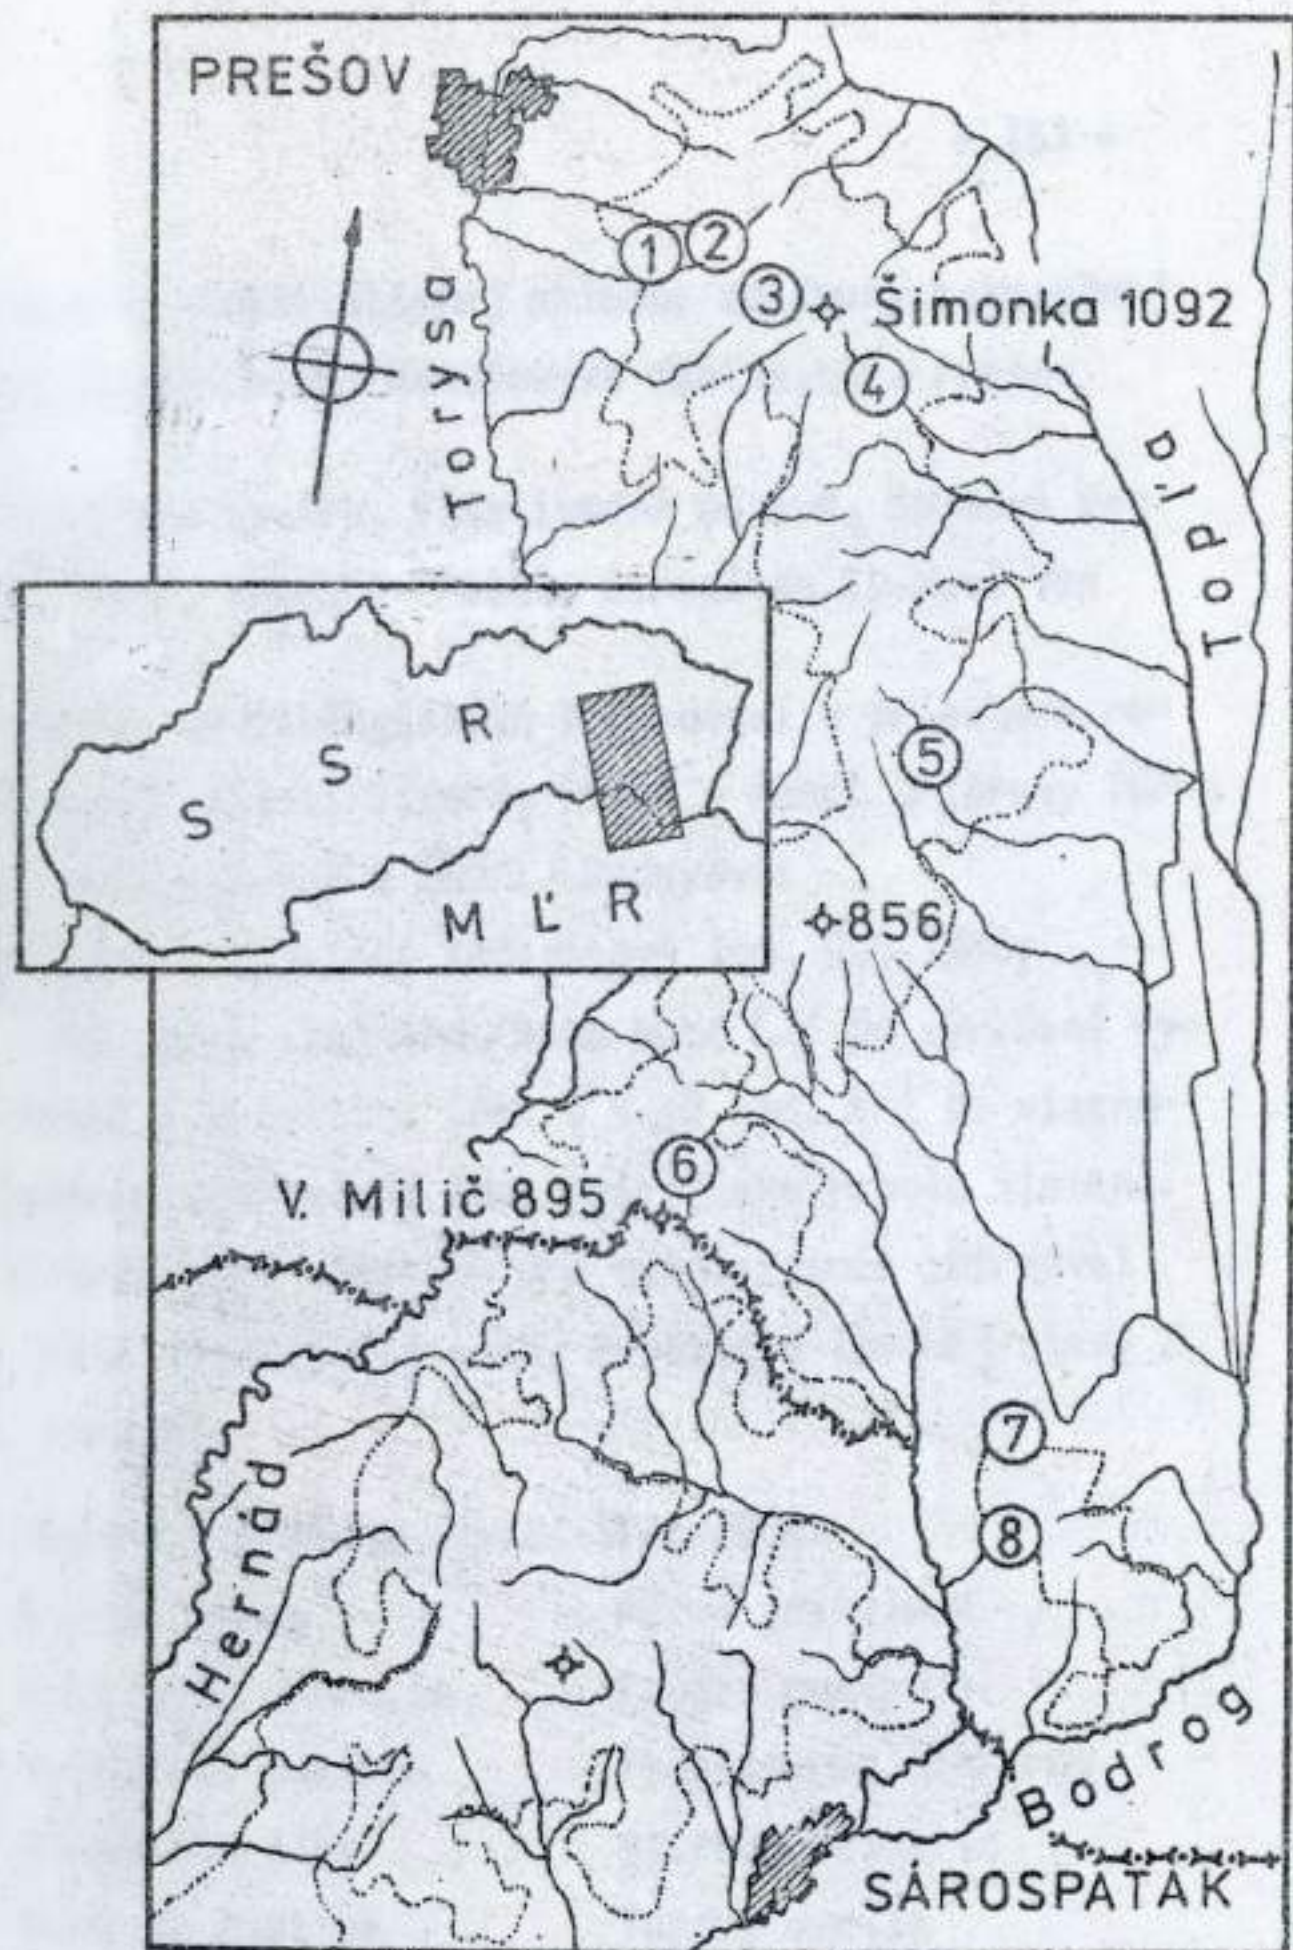 PREŠOV
1
2
3
Šimonka 1092
4
Torysa
Topľa
S S R
M Ľ R
5
856
6
V. Milič 895
7
8
Hernád
Bodrog
SÁROSPATAK